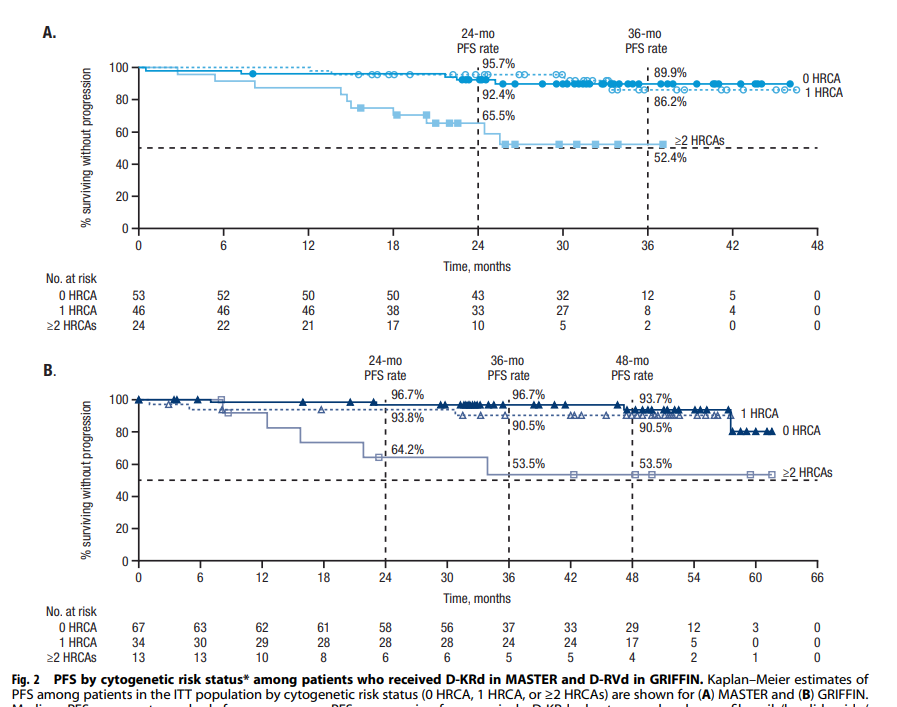 A.
24-mo
PFS rate
36-mo
PFS rate
% surviving without progression
100
80
60
40
20
0
95.7%
92.4%
65.5%
89.9%
86.2%
52.4%
0 HRCA
1 HRCA
≥2 HRCAs
0 6 12 18 24 30 36 42 48
Time, months
No. at risk
0 HRCA 53 52 50 50 43 32 12 5 0
1 HRCA 46 46 46 38 33 27 8 4 0
≥2 HRCAs 24 22 21 17 10 5 2 0 0
B.
24-mo
PFS rate
36-mo
PFS rate
48-mo
PFS rate
% surviving without progression
100
80
60
40
20
0
96.7%
93.8%
64.2%
96.7%
90.5%
53.5%
93.7%
90.5%
53.5%
1 HRCA
0 HRCA
≥2 HRCAs
0 6 12 18 24 30 36 42 48 54 60 66
Time, months
No. at risk
0 HRCA 67 63 62 61 58 56 37 33 29 12 3 0
1 HRCA 34 30 29 28 28 28 24 24 17 5 0 0
≥2 HRCAs 13 13 10 8 6 6 5 5 4 2 1 0
Fig. 2 PFS by cytogenetic risk status* among patients who received D-KRd in MASTER and D-RVd in GRIFFIN. Kaplan–Meier estimates of
PFS among patients in the ITT population by cytogenetic risk status (0 HRCA, 1 HRCA, or ≥2 HRCAs) are shown for (A) MASTER and (B) GRIFFIN.